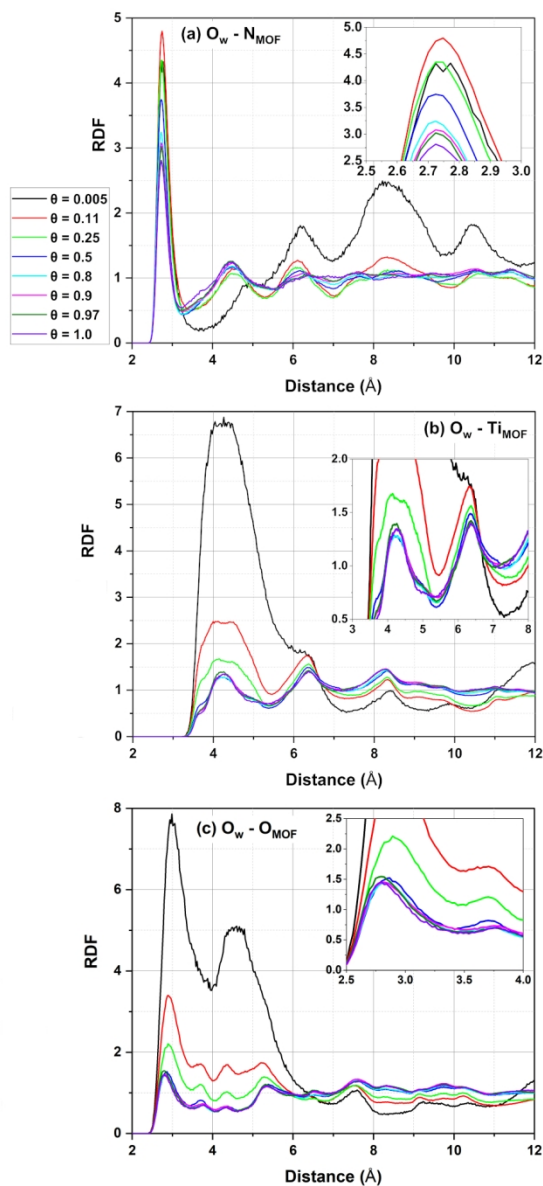 (a) Ow - NMOF
RDF
5
4
3
2
1
0
2 4 6 8 10 12
Distance (Å)
5.0
4.5
4.0
3.5
3.0
2.5
2.5 2.6 2.7 2.8 2.9 3.0
θ = 0.005
θ = 0.11
θ = 0.25
θ = 0.5
θ = 0.8
θ = 0.9
θ = 0.97
θ = 1.0
(b) Ow - TiMOF
RDF
7
6
5
4
3
2
1
0
2 4 6 8 10 12
Distance (Å)
2.0
1.5
1.0
0.5
3 4 5 6 7 8
(c) Ow - OMOF
RDF
8
6
4
2
0
2 3 4 5 6 7 8 9 10 11 12
Distance (Å)
2.5
2.0
1.5
1.0
0.5
0.0
2.5 3.0 3.5 4.0